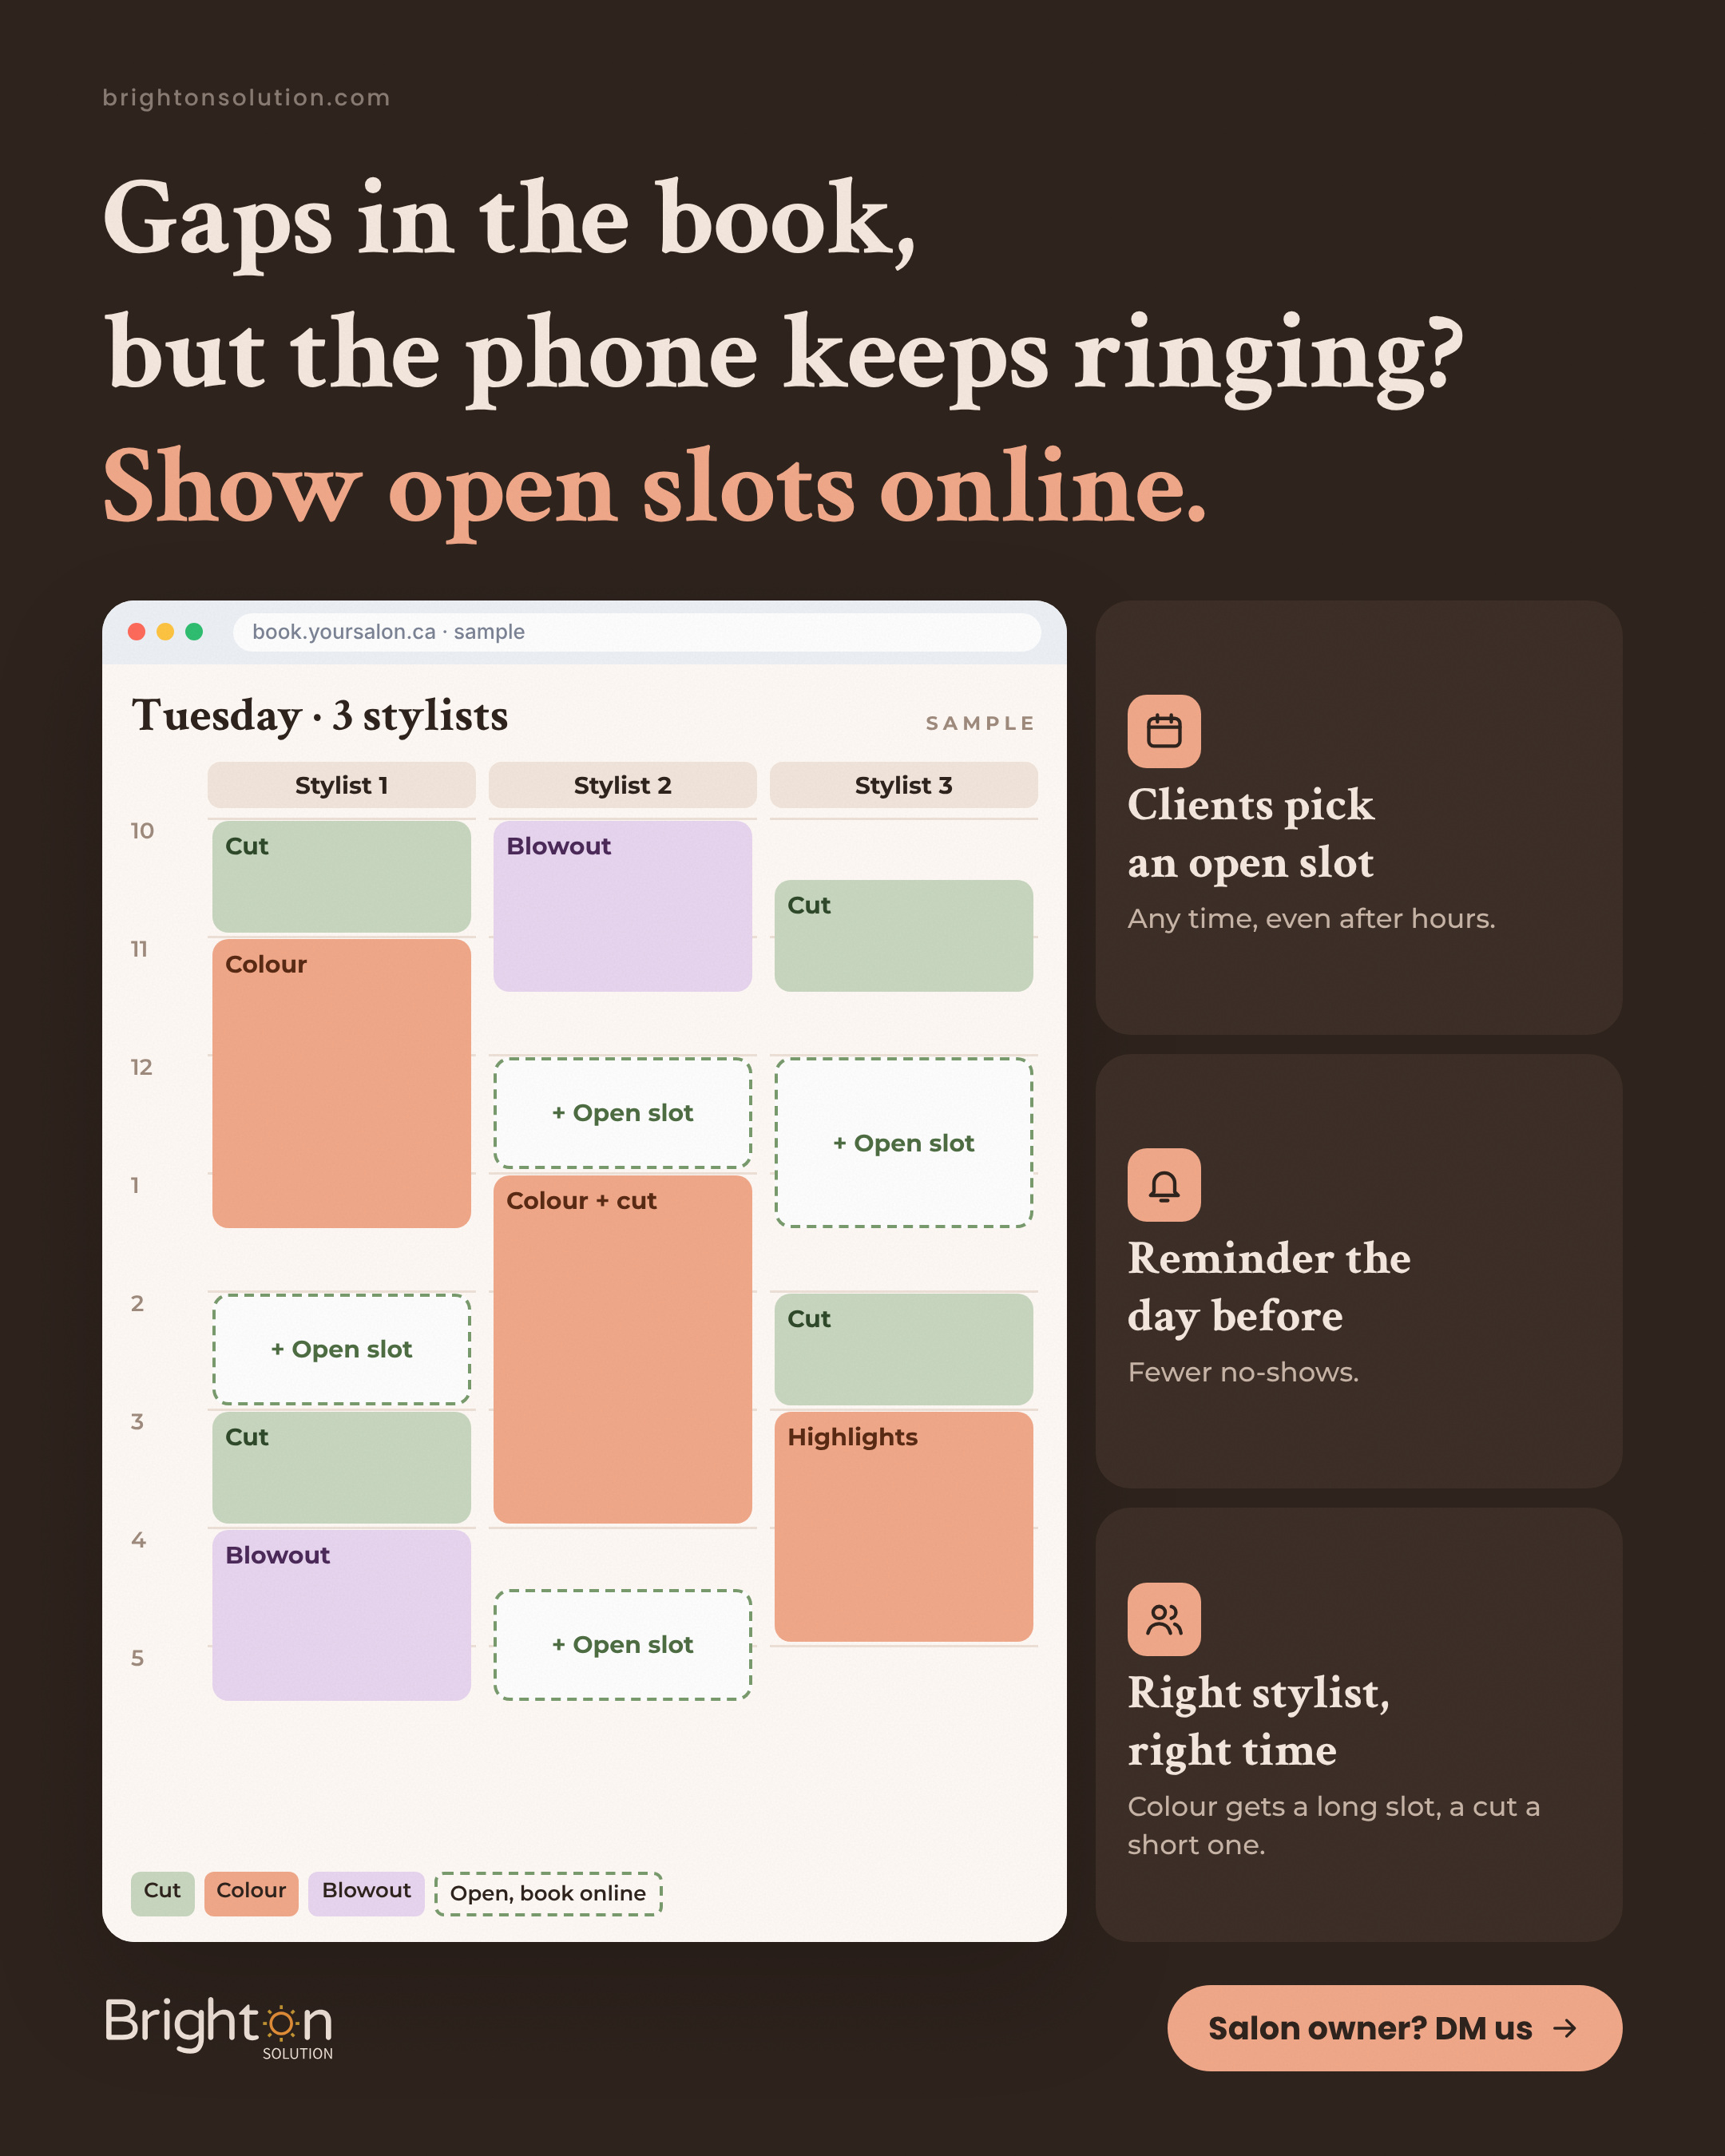 brightonsolution.com
Gaps in the book,
but the phone keeps ringing?
Show open slots online.
book.yoursalon.ca · sample
Tuesday · 3 stylists
SAMPLE
Stylist 1
Stylist 2
Stylist 3
10
Cut
Blowout
Cut
11
Colour
12
+ Open slot
+ Open slot
1
Colour + cut
2
+ Open slot
Cut
3
Cut
Highlights
4
Blowout
+ Open slot
5
Cut
Colour
Blowout
Open, book online
Clients pick
an open slot
Any time, even after hours.
Reminder the
day before
Fewer no-shows.
Right stylist,
right time
Colour gets a long slot, a cut a
short one.
Brighton
SOLUTION
Salon owner? DM us →